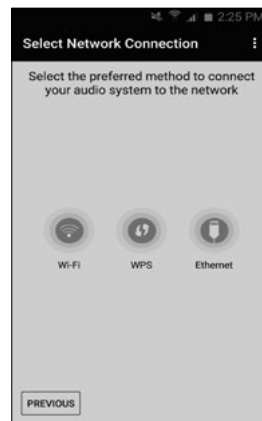 2:25 PM
Select Network Connection
Select the preferred method to connect
your audio system to the network
Wi-Fi
WPS
Ethernet
PREVIOUS